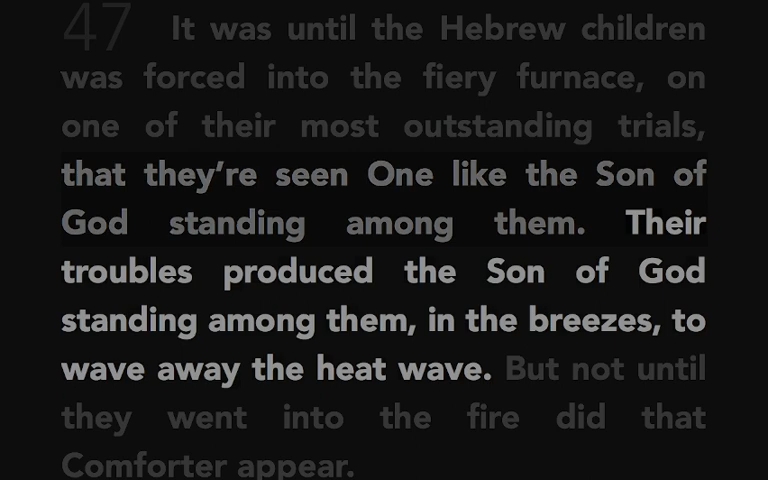 47 It was until the Hebrew children
was forced into the fiery furnace, on
one of their most outstanding trials,
that they’re seen One like the Son of
God standing among them. Their
troubles produced the Son of God
standing among them, in the breezes, to
wave away the heat wave. But not until
they went into the fire did that
Comforter appear.